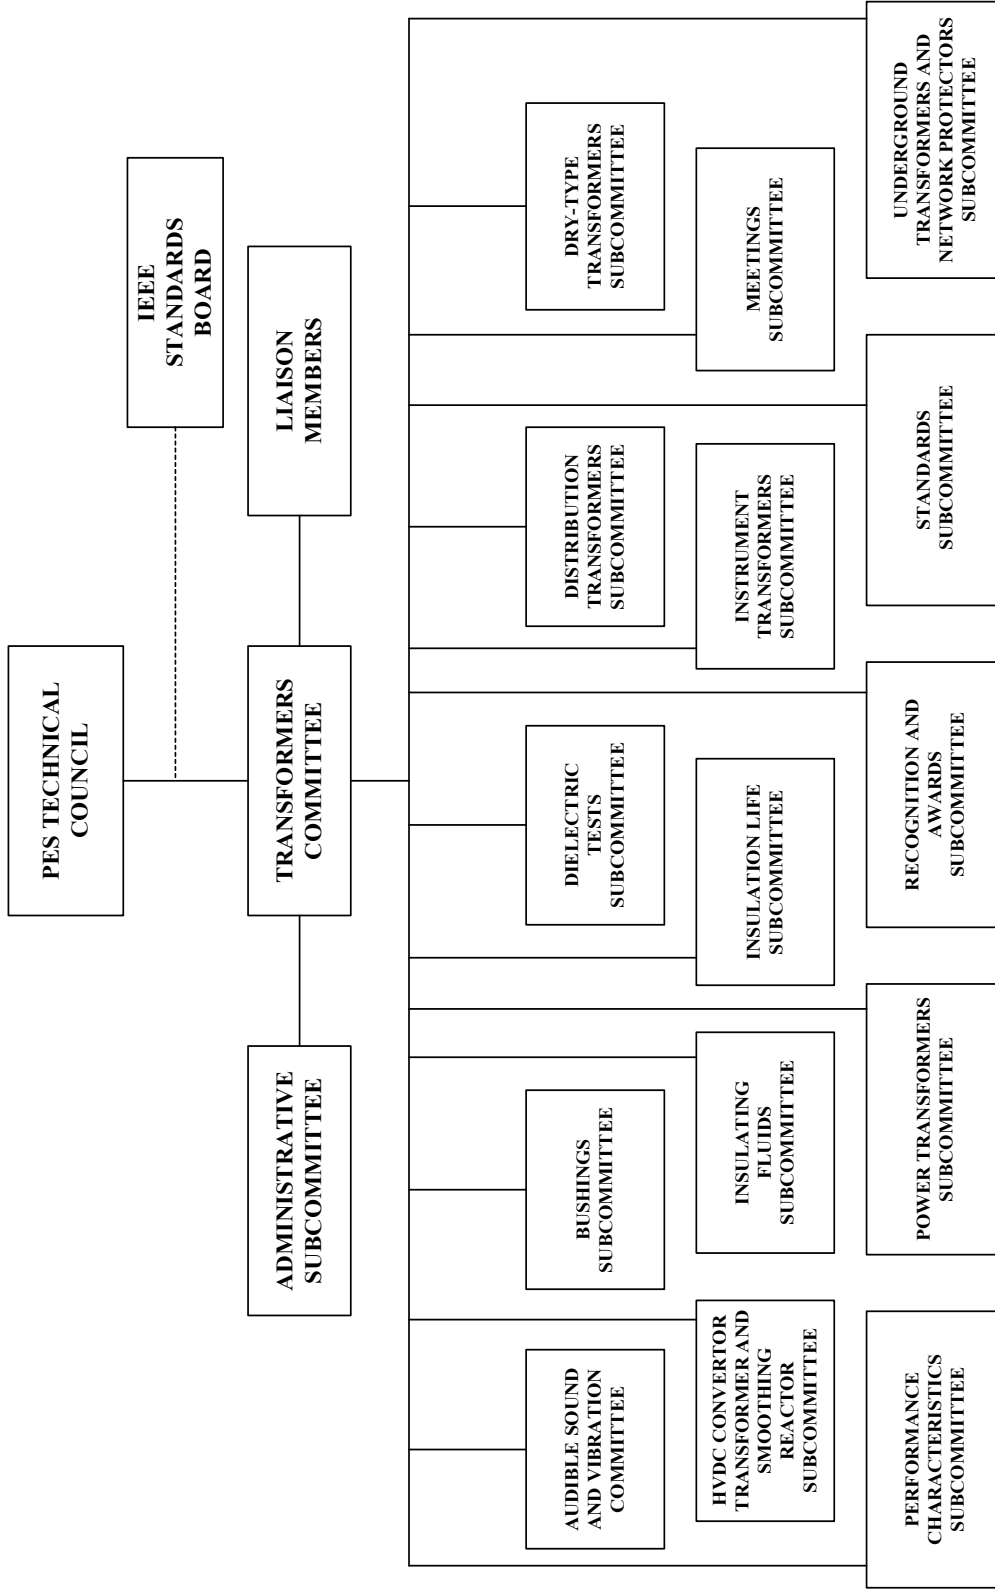 PES TECHNICAL
COUNCIL
IEEE
STANDARDS
BOARD
ADMINISTRATIVE
SUBCOMMITTEE
TRANSFORMERS
COMMITTEE
LIAISON
MEMBERS
AUDIBLE SOUND
AND VIBRATION
COMMITTEE
BUSHINGS
SUBCOMMITTEE
DIELECTRIC
TESTS
SUBCOMMITTEE
DISTRIBUTION
TRANSFORMERS
SUBCOMMITTEE
DRY-TYPE
TRANSFORMERS
SUBCOMMITTEE
HVDC CONVERTOR
TRANSFORMER AND
SMOOTHING
REACTOR
SUBCOMMITTEE
INSULATING
FLUIDS
SUBCOMMITTEE
INSULATION LIFE
SUBCOMMITTEE
INSTRUMENT
TRANSFORMERS
SUBCOMMITTEE
MEETINGS
SUBCOMMITTEE
PERFORMANCE
CHARACTERISTICS
SUBCOMMITTEE
POWER TRANSFORMERS
SUBCOMMITTEE
RECOGNITION AND
AWARDS
SUBCOMMITTEE
STANDARDS
SUBCOMMITTEE
UNDERGROUND
TRANSFORMERS AND
NETWORK PROTECTORS
SUBCOMMITTEE